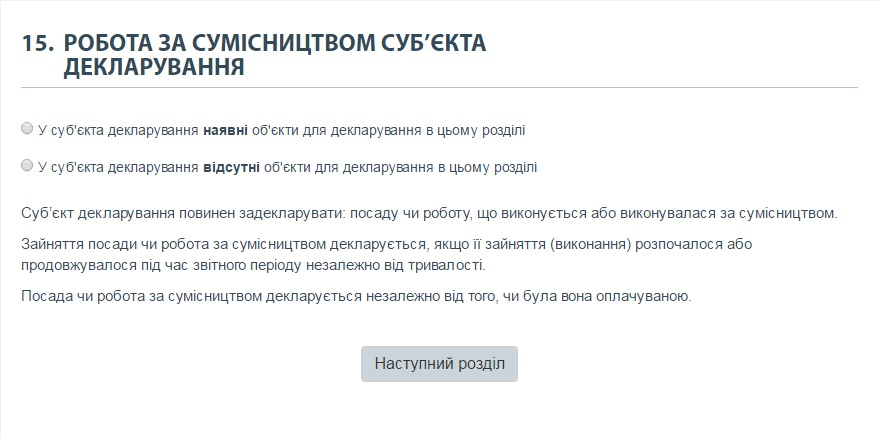 15. РОБОТА ЗА СУМІСНИЦТВОМ СУБ’ЄКТА
ДЕКЛАРУВАННЯ
У суб'єкта декларування наявні об'єкти для декларування в цьому розділі
У суб'єкта декларування відсутні об'єкти для декларування в цьому розділі
Суб’єкт декларування повинен задекларувати: посаду чи роботу, що виконується або виконувалася за сумісництвом.
Зайняття посади чи робота за сумісництвом декларується, якщо її зайняття (виконання) розпочалося або
продовжувалося під час звітного періоду незалежно від тривалості.
Посада чи робота за сумісництвом декларується незалежно від того, чи була вона оплачуваною.
Наступний розділ